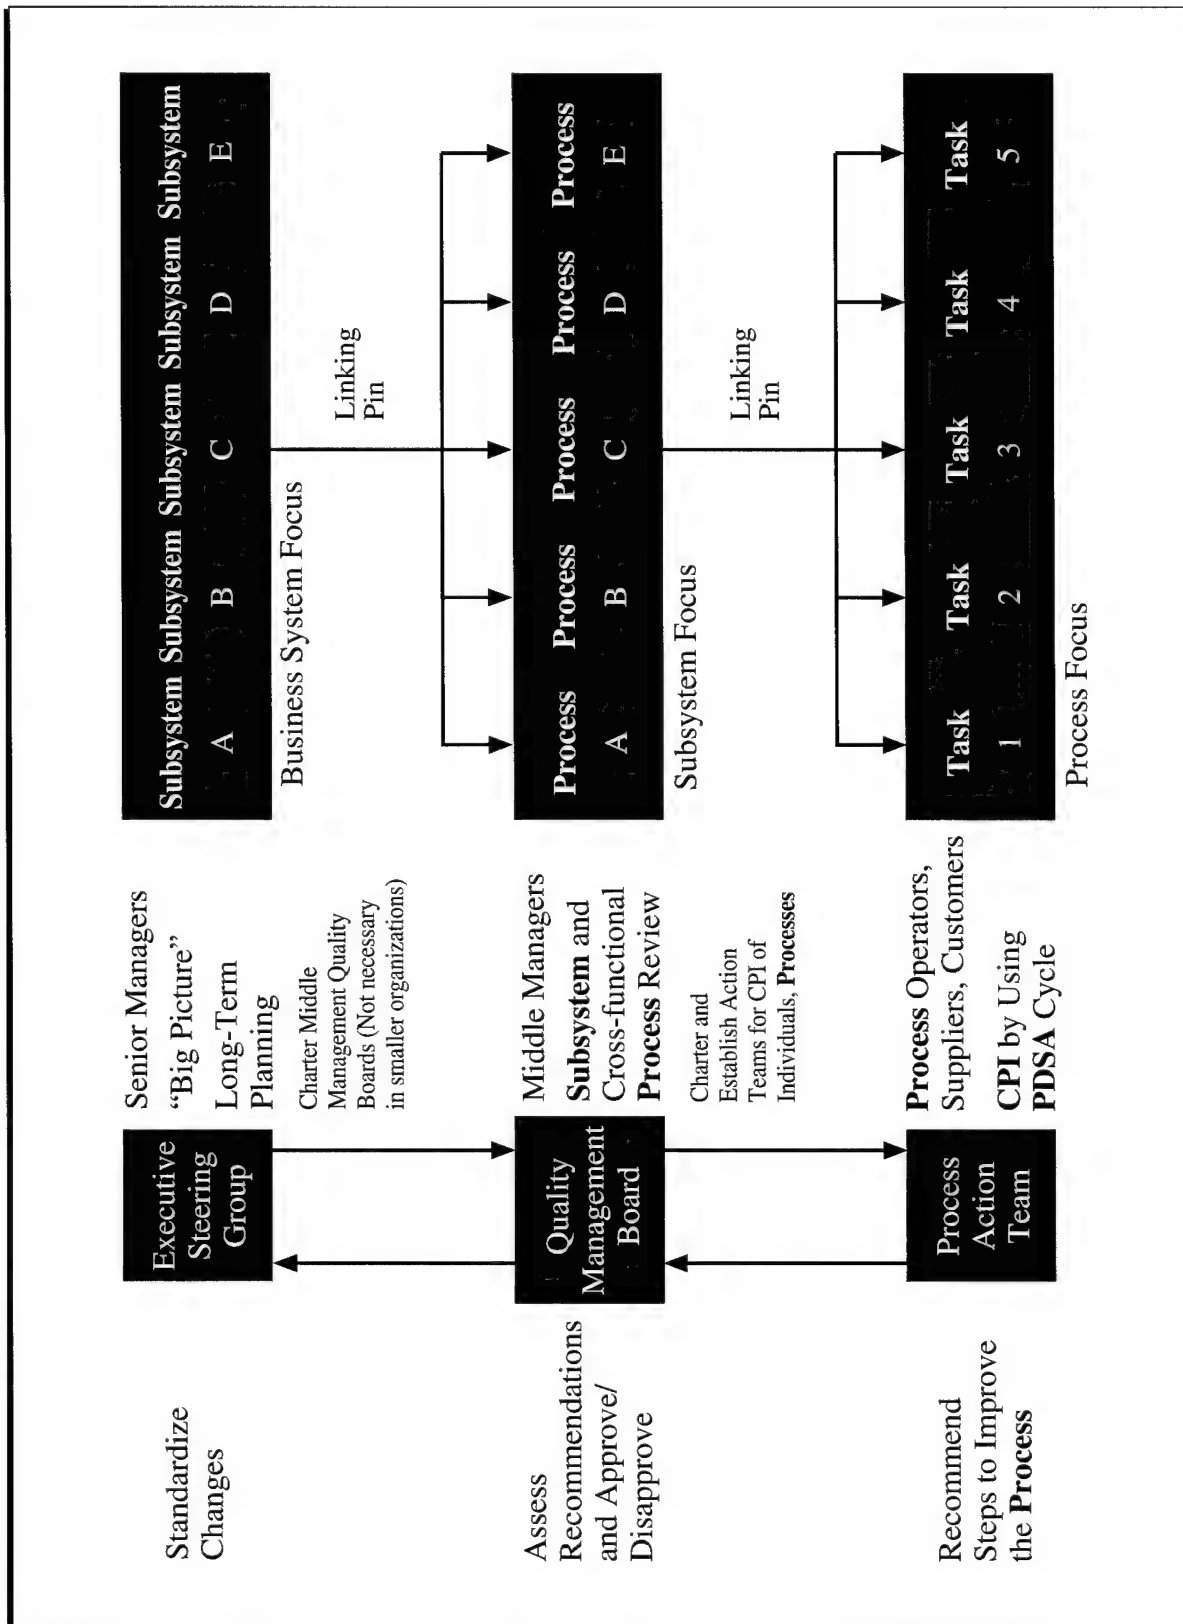 Standardize
Changes
Executive
Steering
Group
Senior Managers
“Big Picture”
Long-Term
Planning
Subsystem Subsystem Subsystem Subsystem Subsystem
A B C D E
Business System Focus
Charter Middle
Management Quality
Boards (Not necessary
in smaller organizations)
Linking
Pin
Assess
Recommendations
and Approve/
Disapprove
Quality
Management
Board
Middle Managers
Subsystem and
Cross-functional
Process Review
Process Process Process Process Process
A B C D E
Subsystem Focus
Charter and
Establish Action
Teams for CPI of
Individuals, Processes
Linking
Pin
Recommend
Steps to Improve
the Process
Process
Action
Team
Process Operators,
Suppliers, Customers
CPI by Using
PDSA Cycle
Task Task Task Task Task
1 2 3 4 5
Process Focus